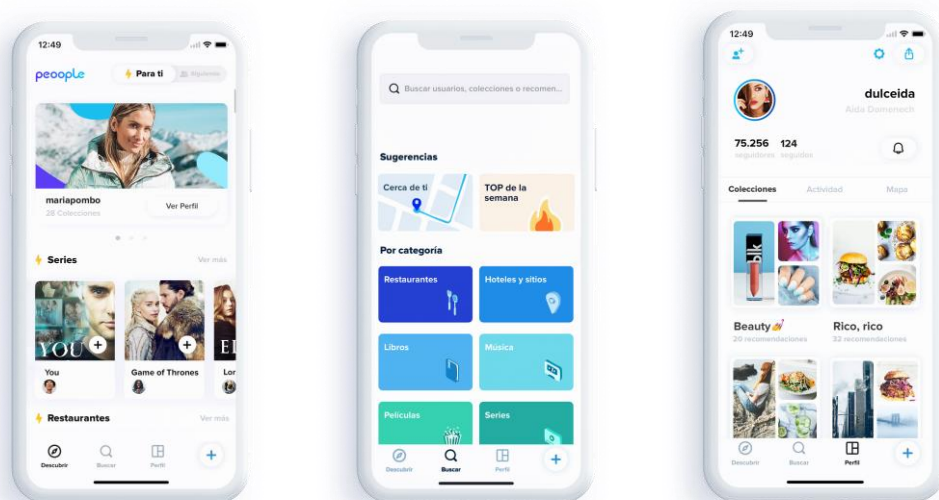 12:49
peoople
Para ti
Siguiendo
mariapombo
28 Colecciones
Ver Perfil
Series
Ver más
YOU
You
Game of Thrones
Lor
Restaurantes
Ver más
Descubrir
Buscar
Perfil
Buscar usuarios, colecciones o recomen...
Sugerencias
Cerca de ti
TOP de la
semana
Por categoría
Restaurantes
Hoteles y sitios
Libros
Música
Películas
Series
Descubrir
Buscar
Perfil
12:49
dulceida
Aida Domenech
75.256
124
seguidores
seguidos
Colecciones
Actividad
Mapa
Beauty💅
20 recomendaciones
Rico, rico
32 recomendaciones
Descubrir
Buscar
Perfil